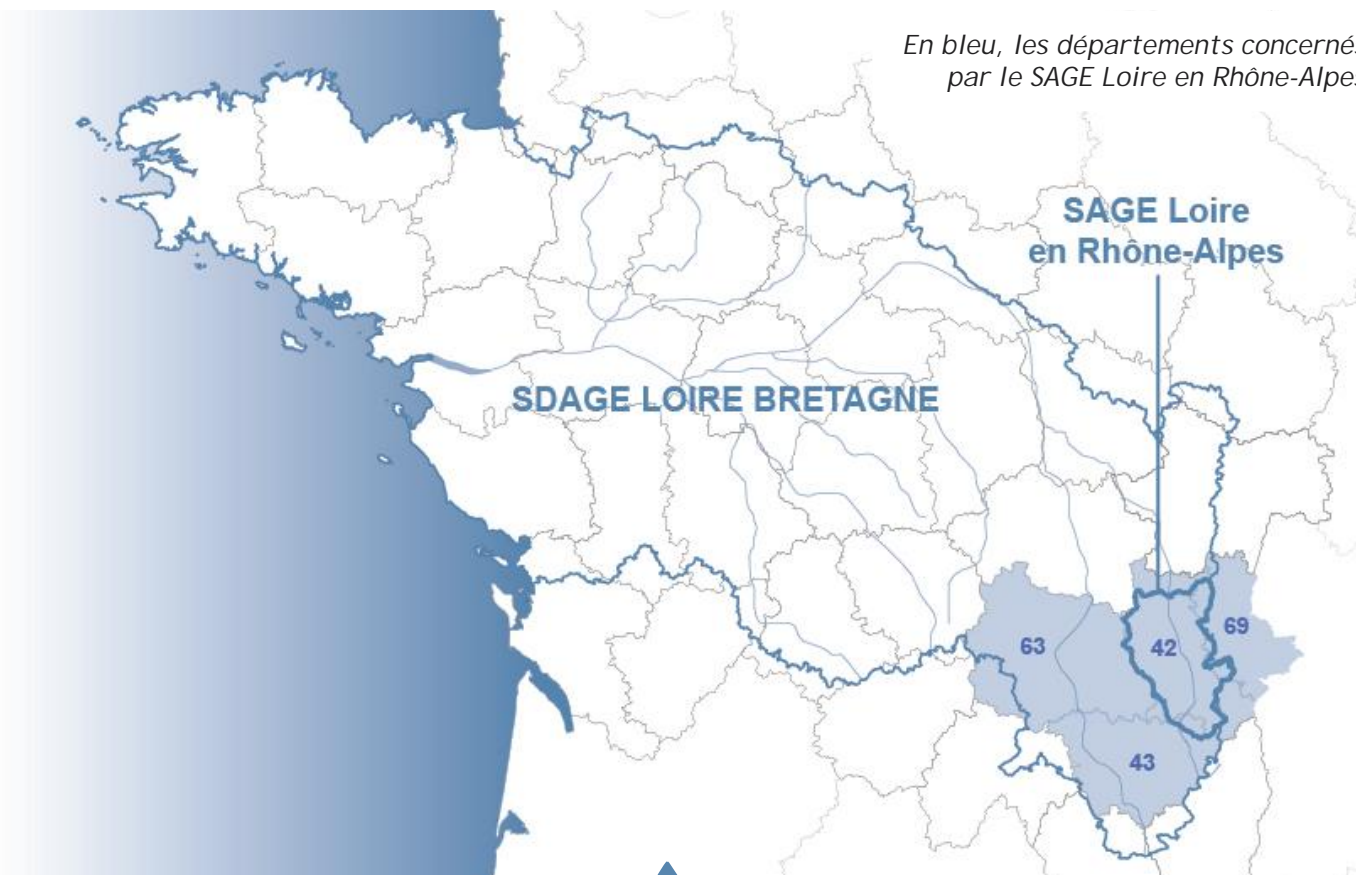 En bleu, les départements concernés
par le SAGE Loire en Rhône-Alpes
SAGE Loire
en Rhône-Alpes
SDAGE LOIRE BRETAGNE
63
42
69
43